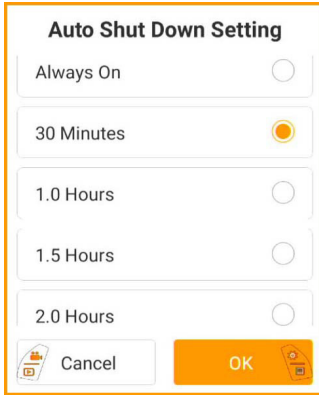 Auto Shut Down Setting
Always On
30 Minutes
1.0 Hours
1.5 Hours
2.0 Hours
Cancel
OK